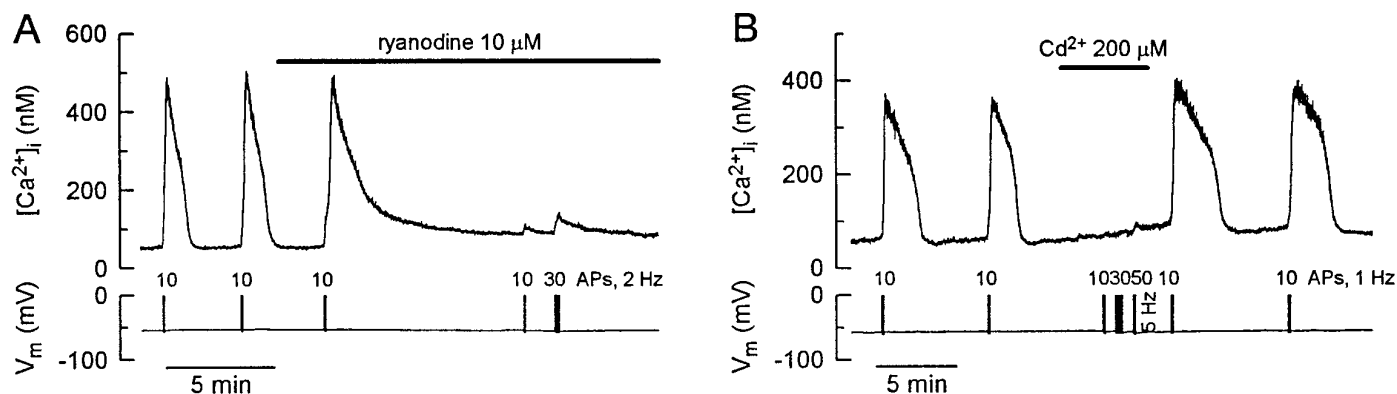 A
600
400
200
0
[Ca²⁺]ᵢ (nM)
ryanodine 10 μM
10 10 10 10 30 APs, 2 Hz
0
-100
Vₘ (mV)
5 min
B
400
200
0
[Ca²⁺]ᵢ (nM)
Cd²⁺ 200 μM
10 10 10 30 50 10 10 APs, 1 Hz
5 Hz
0
-100
Vₘ (mV)
5 min